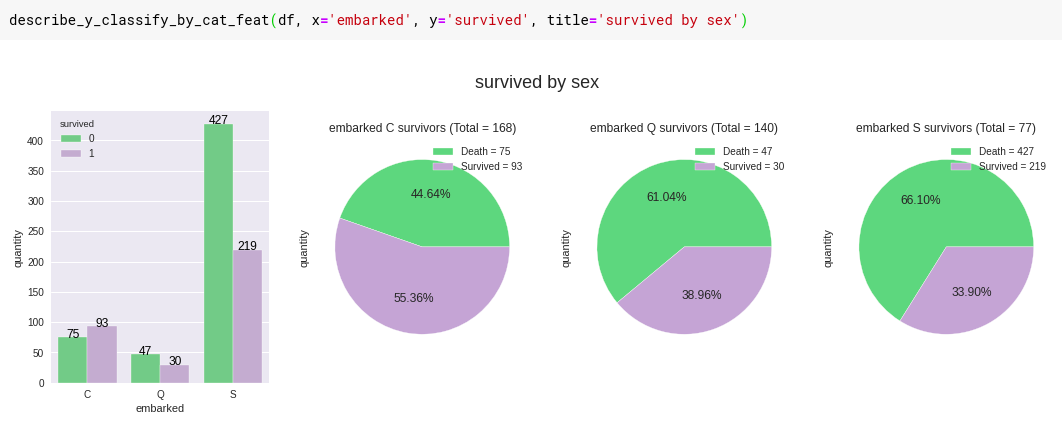 describe_y_classify_by_cat_feat(df, x='embarked', y='survived', title='survived by sex')
survived by sex
survived
0
1
427
219
75
93
47
30
400
350
300
250
200
150
100
50
0
quantity
C
Q
S
embarked
embarked C survivors (Total = 168)
Death = 75
Survived = 93
44.64%
55.36%
quantity
embarked Q survivors (Total = 140)
Death = 47
Survived = 30
61.04%
38.96%
quantity
embarked S survivors (Total = 77)
Death = 427
Survived = 219
66.10%
33.90%
quantity